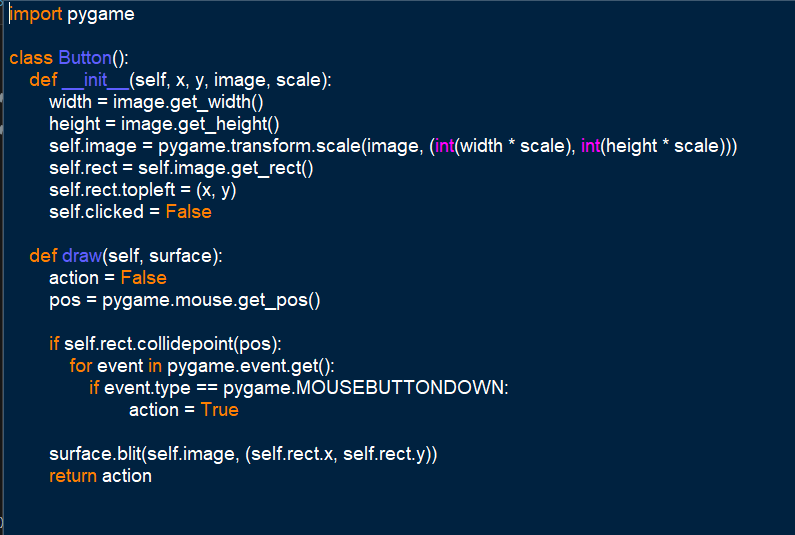 import pygame

class Button():
    def __init__(self, x, y, image, scale):
        width = image.get_width()
        height = image.get_height()
        self.image = pygame.transform.scale(image, (int(width * scale), int(height * scale)))
        self.rect = self.image.get_rect()
        self.rect.topleft = (x, y)
        self.clicked = False

    def draw(self, surface):
        action = False
        pos = pygame.mouse.get_pos()

        if self.rect.collidepoint(pos):
            for event in pygame.event.get():
                if event.type == pygame.MOUSEBUTTONDOWN:
                        action = True

        surface.blit(self.image, (self.rect.x, self.rect.y))
        return action